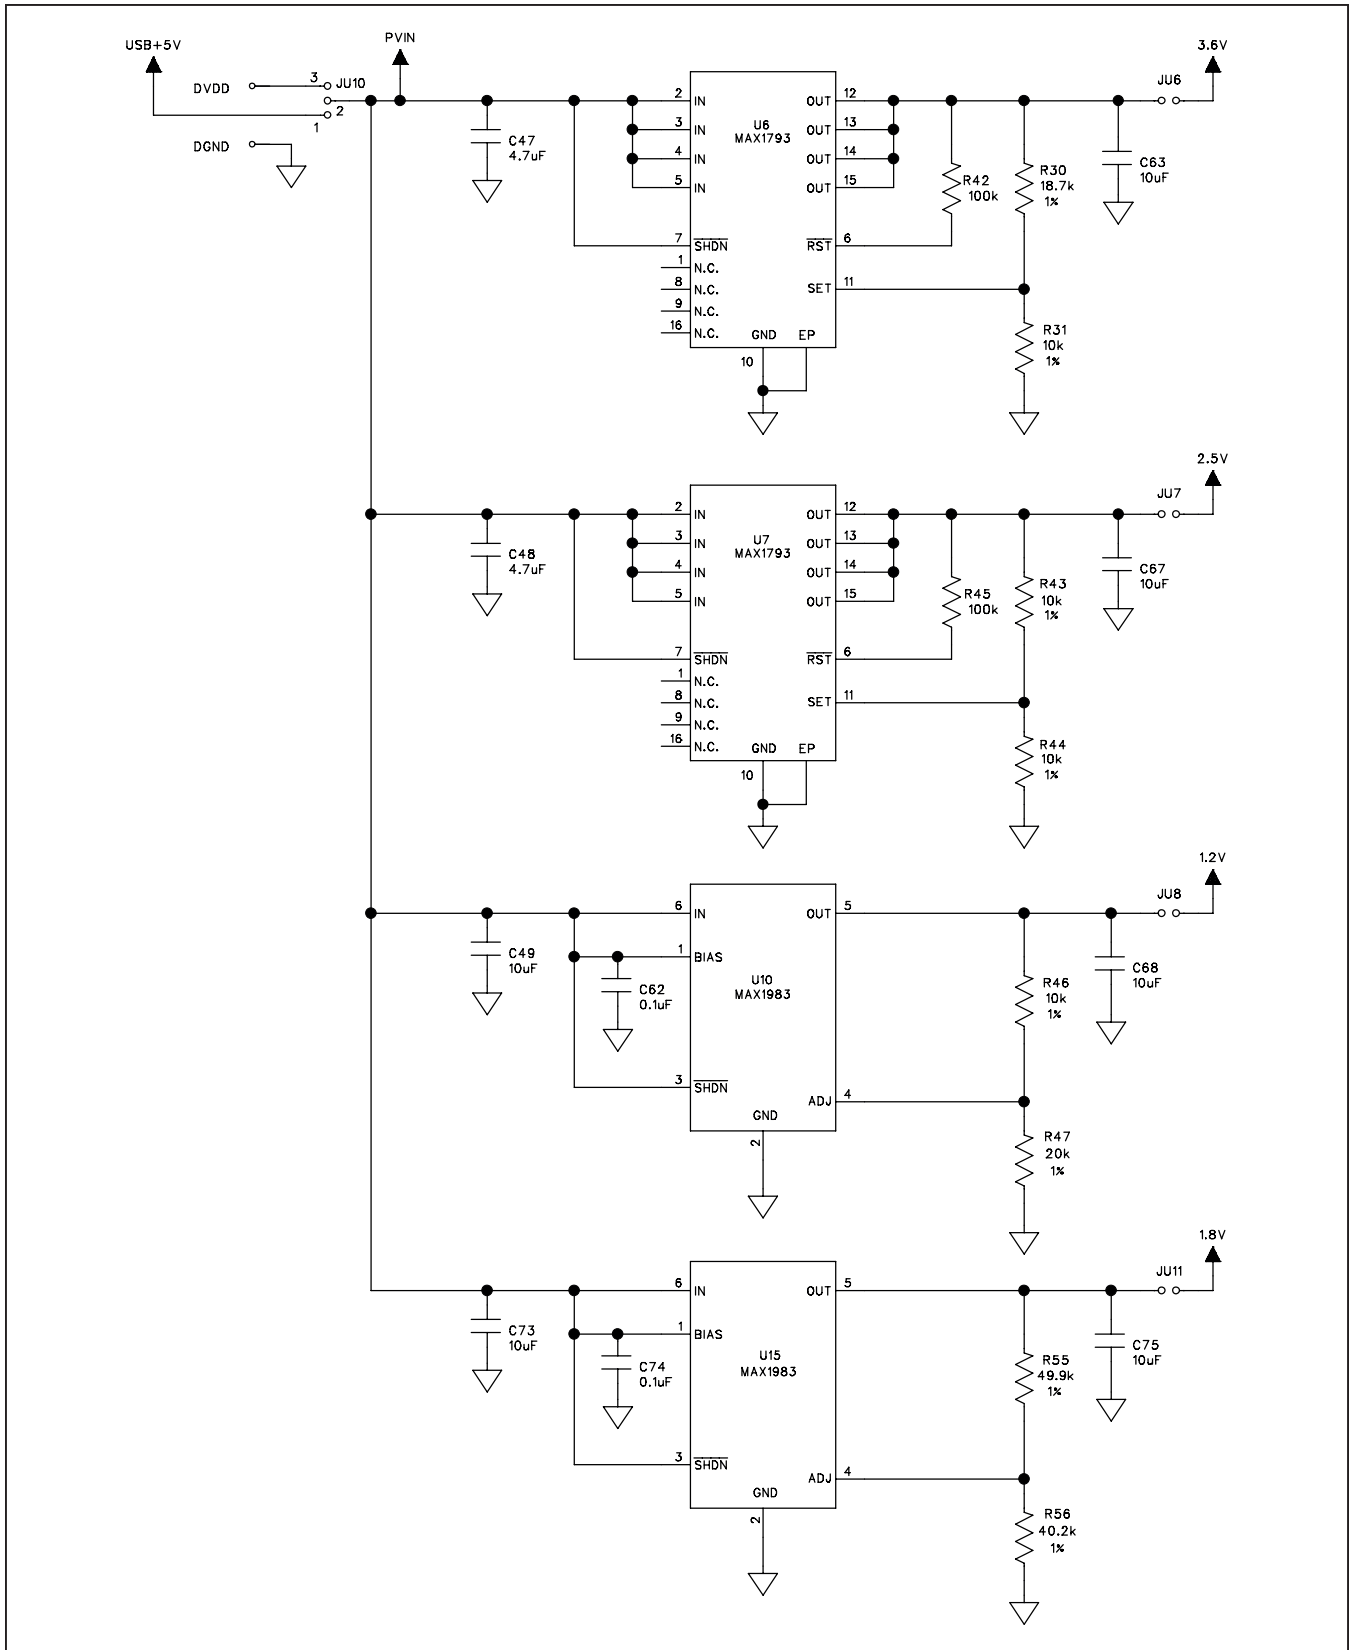 USB+5V
PVIN
3.6V
DVDD
3
JU10
2
1
DGND
C47
4.7uF
2 IN
3 IN
4 IN
5 IN
7 SHDN
1 N.C.
8 N.C.
9 N.C.
16 N.C.
U6
MAX1793
OUT 12
OUT 13
OUT 14
OUT 15
RST 6
SET 11
GND EP
10
R42
100k
R30
18.7k
1%
R31
10k
1%
C63
10uF
JU6
2.5V
C48
4.7uF
2 IN
3 IN
4 IN
5 IN
7 SHDN
1 N.C.
8 N.C.
9 N.C.
16 N.C.
U7
MAX1793
OUT 12
OUT 13
OUT 14
OUT 15
RST 6
SET 11
GND EP
10
R45
100k
R43
10k
1%
R44
10k
1%
C67
10uF
JU7
1.2V
C49
10uF
C62
0.1uF
6 IN
1 BIAS
3 SHDN
U10
MAX1983
OUT 5
ADJ 4
GND
2
R46
10k
1%
R47
20k
1%
C68
10uF
JU8
1.8V
C73
10uF
C74
0.1uF
6 IN
1 BIAS
3 SHDN
U15
MAX1983
OUT 5
ADJ 4
GND
2
R55
49.9k
1%
R56
40.2k
1%
C75
10uF
JU11